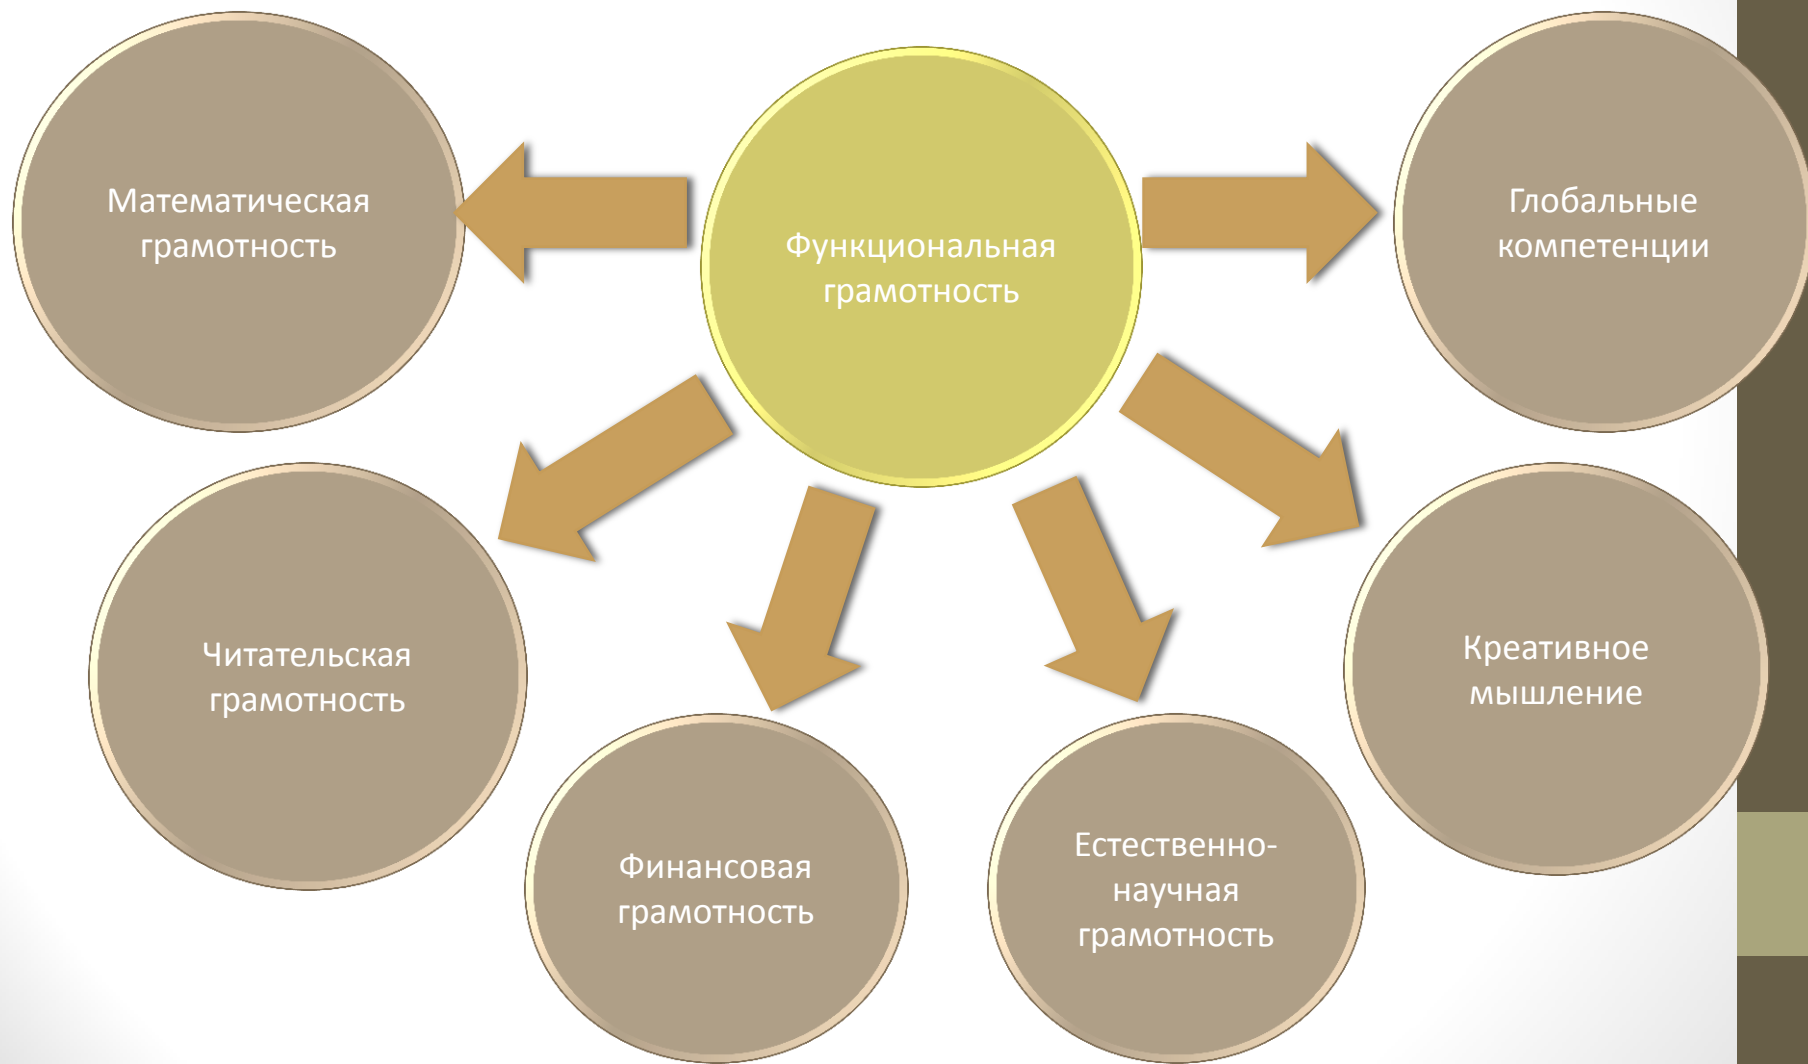 Математическая
грамотность
Функциональная
грамотность
Глобальные
компетенции
Читательская
грамотность
Креативное
мышление
Финансовая
грамотность
Естественно-
научная
грамотность